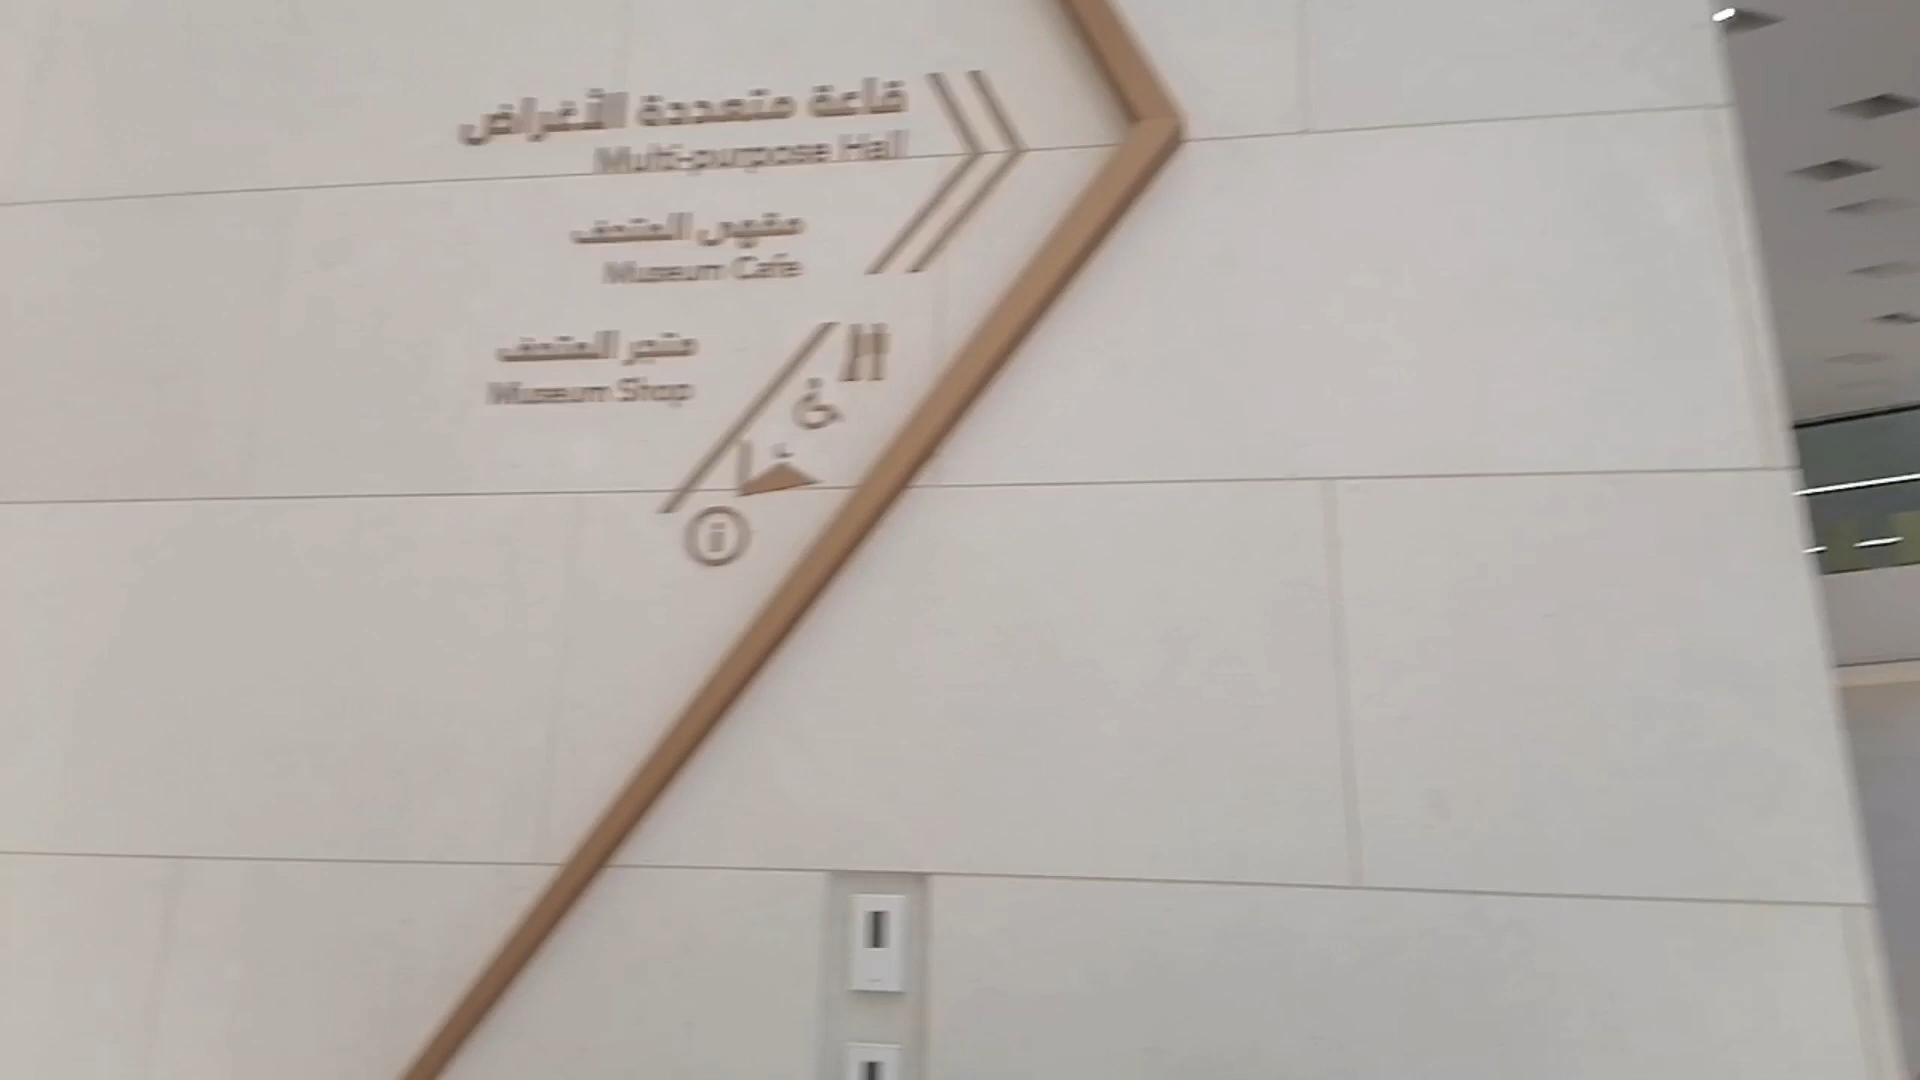 قاعة متعددة الأغراض
Multi-purpose Hall
مقهى المتحف
Museum Cafe
متجر المتحف
Museum Shop